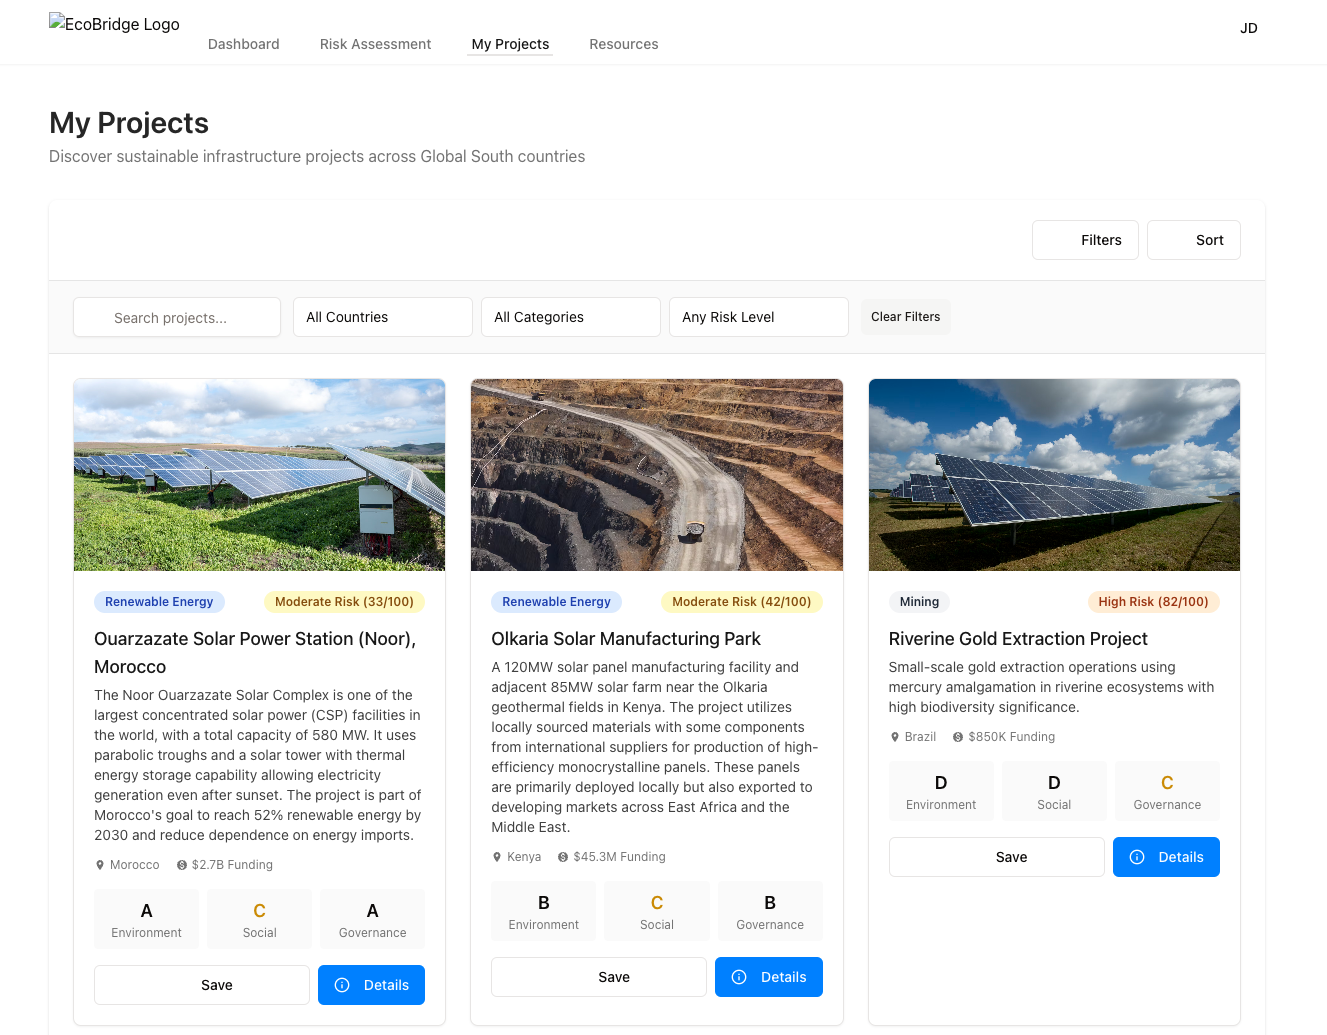 EcoBridge Logo
Dashboard
Risk Assessment
My Projects
Resources
JD
My Projects
Discover sustainable infrastructure projects across Global South countries
Filters
Sort
Search projects...
All Countries
All Categories
Any Risk Level
Clear Filters
Renewable Energy
Moderate Risk (33/100)
Ouarzazate Solar Power Station (Noor),
Morocco
The Noor Ouarzazate Solar Complex is one of the
largest concentrated solar power (CSP) facilities in
the world, with a total capacity of 580 MW. It uses
parabolic troughs and a solar tower with thermal
energy storage capability allowing electricity
generation even after sunset. The project is part of
Morocco's goal to reach 52% renewable energy by
2030 and reduce dependence on energy imports.
Morocco
$2.7B Funding
A
Environment
C
Social
A
Governance
Save
Details
Renewable Energy
Moderate Risk (42/100)
Olkaria Solar Manufacturing Park
A 120MW solar panel manufacturing facility and
adjacent 85MW solar farm near the Olkaria
geothermal fields in Kenya. The project utilizes
locally sourced materials with some components
from international suppliers for production of high-
efficiency monocrystalline panels. These panels
are primarily deployed locally but also exported to
developing markets across East Africa and the
Middle East.
Kenya
$45.3M Funding
B
Environment
C
Social
B
Governance
Save
Details
Mining
High Risk (82/100)
Riverine Gold Extraction Project
Small-scale gold extraction operations using
mercury amalgamation in riverine ecosystems with
high biodiversity significance.
Brazil
$850K Funding
D
Environment
D
Social
C
Governance
Save
Details